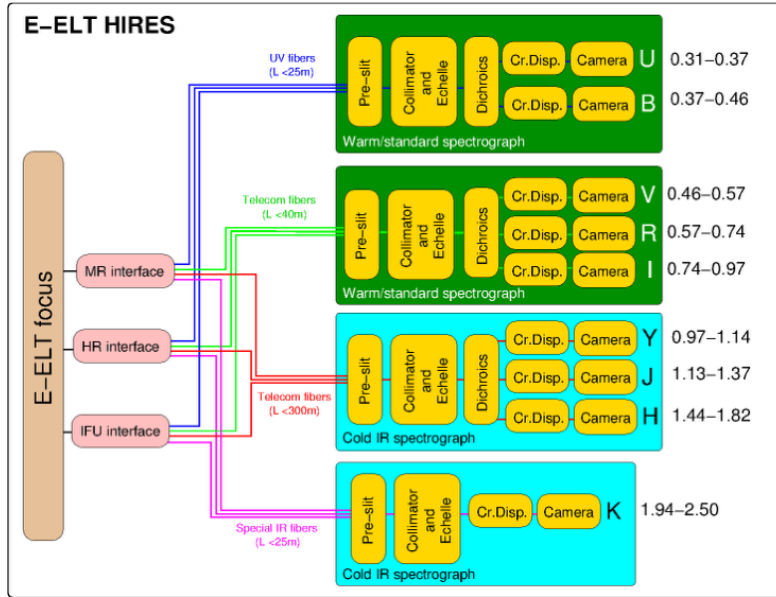 E-ELT HIRES
E-ELT focus
MR interface
HR interface
IFU interface
UV fibers
(L <25m)
Telecom fibers
(L <40m)
Telecom fibers
(L <300m)
Special IR fibers
(L <25m)
Pre-slit
Collimator
and
Echelle
Dichroics
Cr.Disp.
Camera
U
0.31-0.37
Cr.Disp.
Camera
B
0.37-0.46
Warm/standard spectrograph
Pre-slit
Collimator
and
Echelle
Dichroics
Cr.Disp.
Camera
V
0.46-0.57
Cr.Disp.
Camera
R
0.57-0.74
Cr.Disp.
Camera
I
0.74-0.97
Warm/standard spectrograph
Pre-slit
Collimator
and
Echelle
Dichroics
Cr.Disp.
Camera
Y
0.97-1.14
Cr.Disp.
Camera
J
1.13-1.37
Cr.Disp.
Camera
H
1.44-1.82
Cold IR spectrograph
Pre-slit
Collimator
and
Echelle
Cr.Disp.
Camera
K
1.94-2.50
Cold IR spectrograph